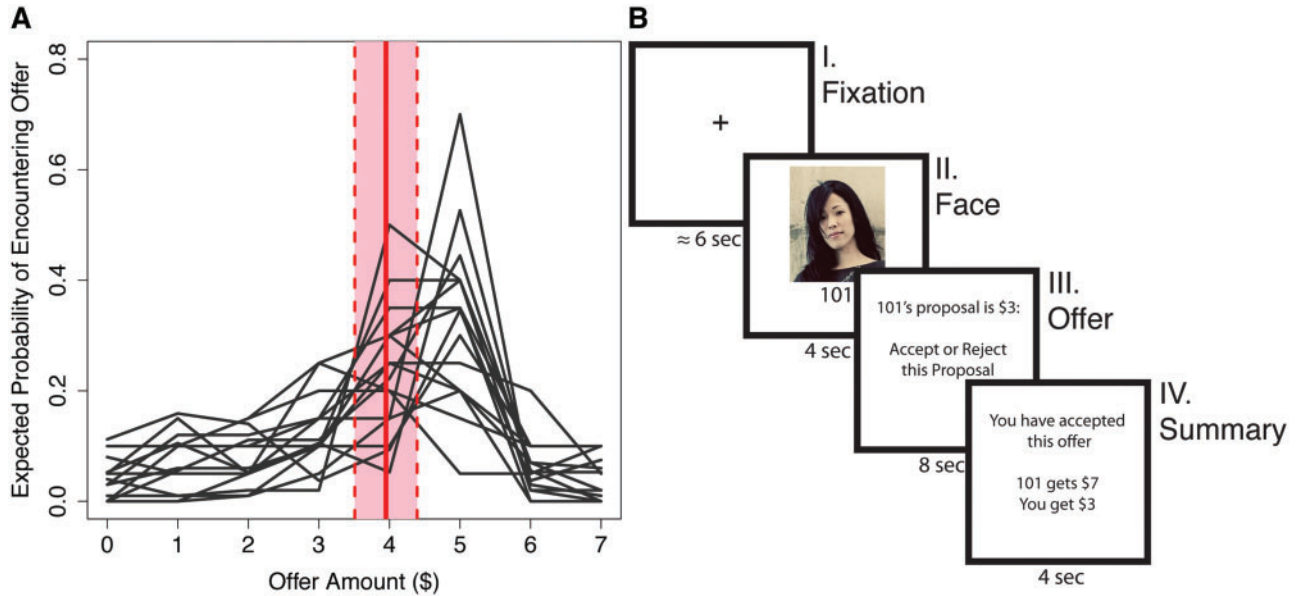 A
Expected Probability of Encountering Offer
0.8
0.6
0.4
0.2
0.0
0 1 2 3 4 5 6 7
Offer Amount ($)
B
+
I.
Fixation
≈ 6 sec
II.
Face
101
4 sec
III.
Offer
101's proposal is $3:
Accept or Reject
this Proposal
8 sec
IV.
Summary
You have accepted
this offer
101 gets $7
You get $3
4 sec